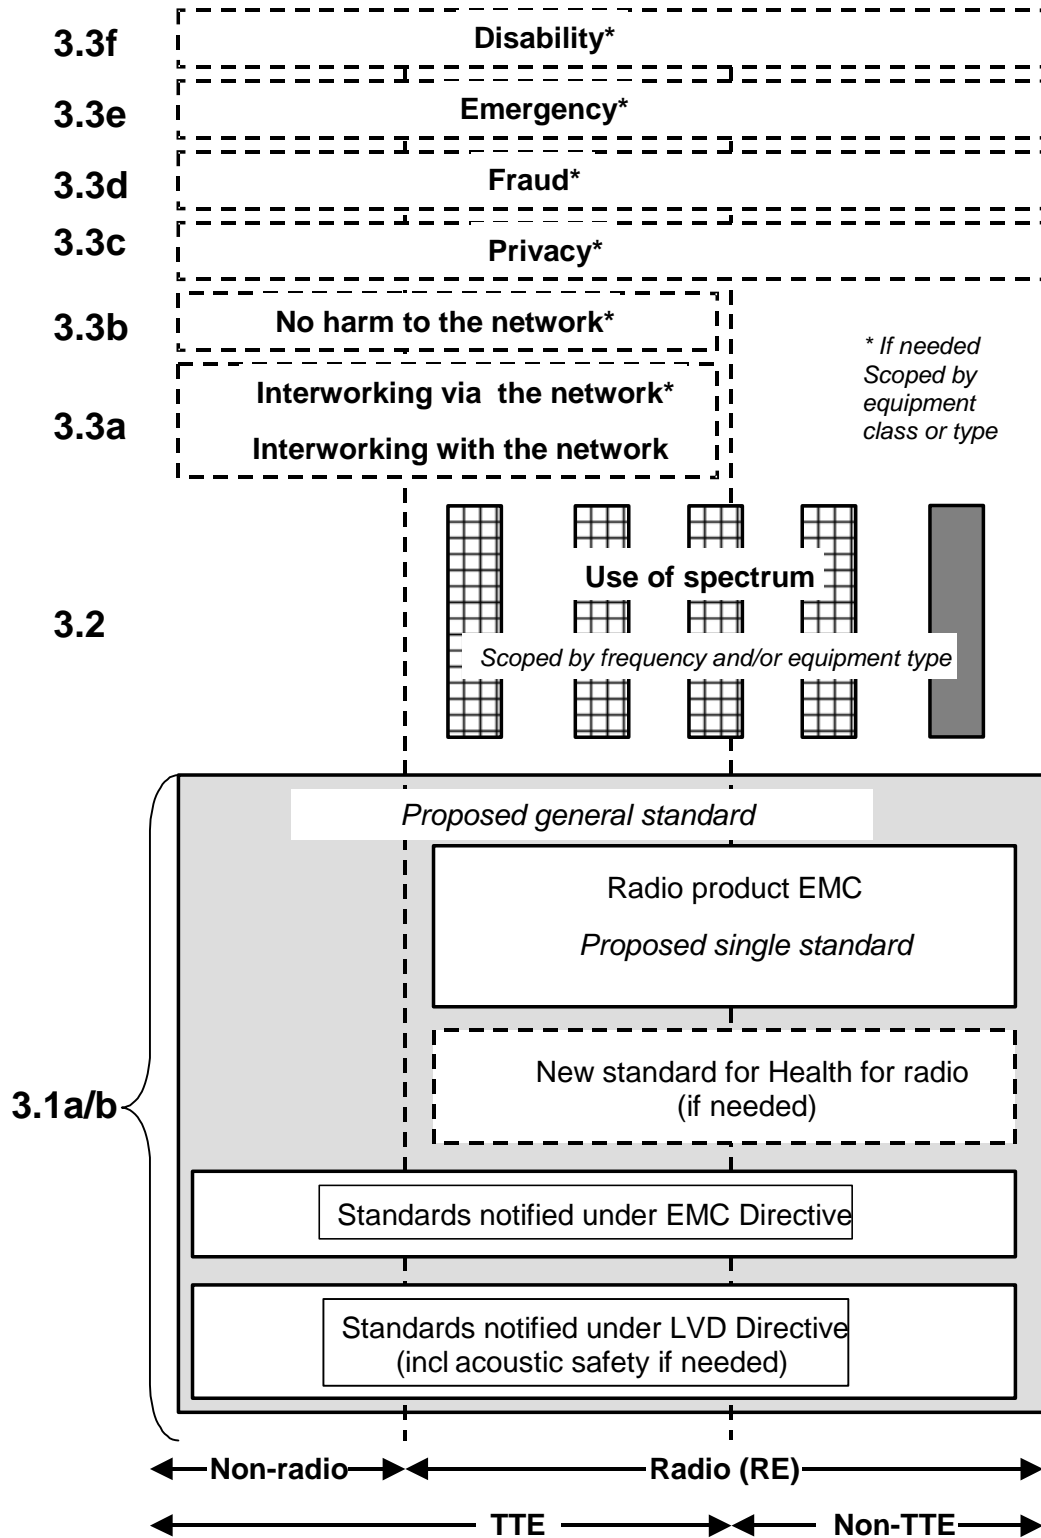 3.3f
Disability*
3.3e
Emergency*
3.3d
Fraud*
3.3c
Privacy*
3.3b
No harm to the network*
3.3a
Interworking via the network*
Interworking with the network
* If needed
Scoped by
equipment
class or type
3.2
Use of spectrum
Scoped by frequency and/or equipment type
3.1a/b
Proposed general standard
Radio product EMC
Proposed single standard
New standard for Health for radio
(if needed)
Standards notified under EMC Directive
Standards notified under LVD Directive
(incl acoustic safety if needed)
Non-radio
Radio (RE)
TTE
Non-TTE